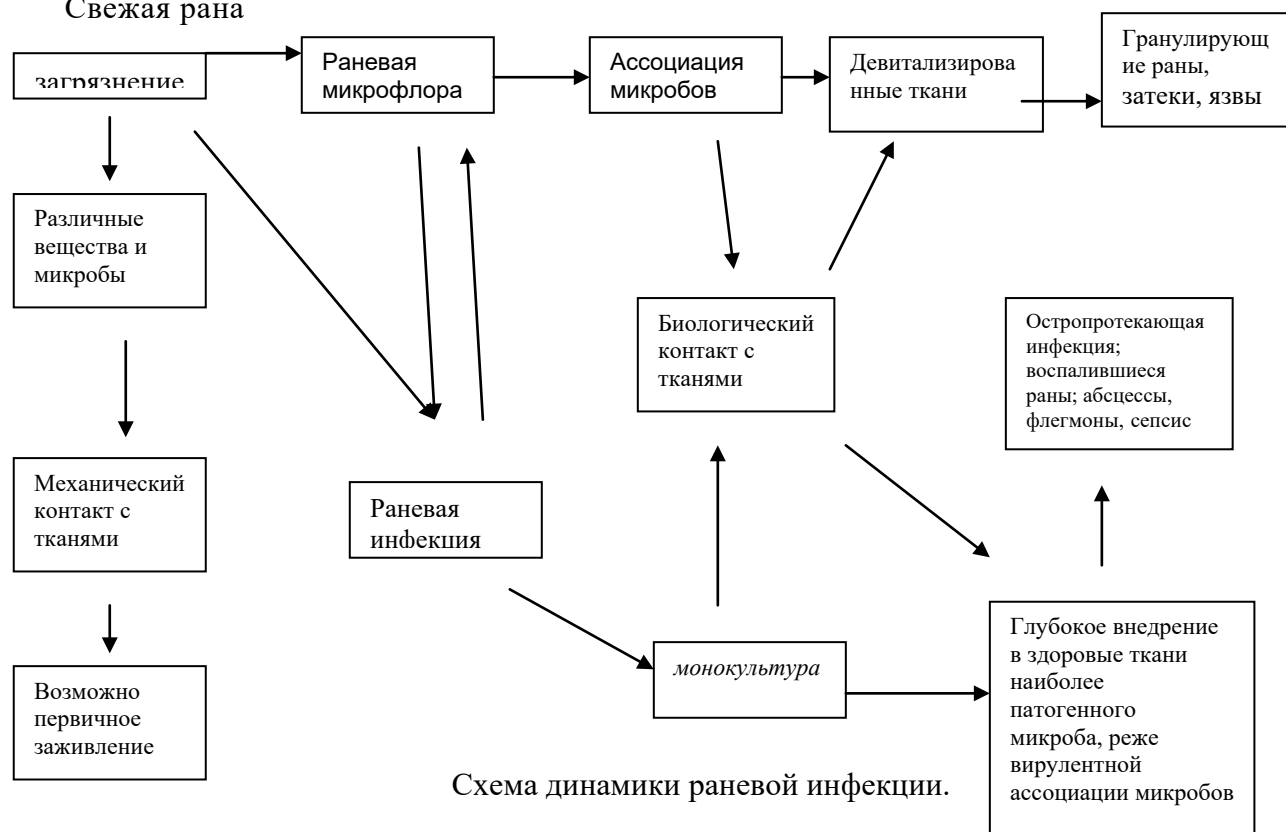 Свежая рана
загрязнение
Раневая
микрофлора
Ассоциация
микробов
Девитализирова
нные ткани
Гранулирующ
ие раны,
затеки, язвы
Различные
вещества и
микробы
Биологический
контакт с
тканями
Остропротекающая
инфекция;
воспалившиеся
раны; абсцессы,
флегмоны, сепсис
Механический
контакт с
тканями
Раневая
инфекция
монокультура
Глубокое внедрение
в здоровые ткани
наиболее
патогенного
микроба, реже
вирулентной
ассоциации микробов
Возможно
первичное
заживление
Схема динамики раневой инфекции.